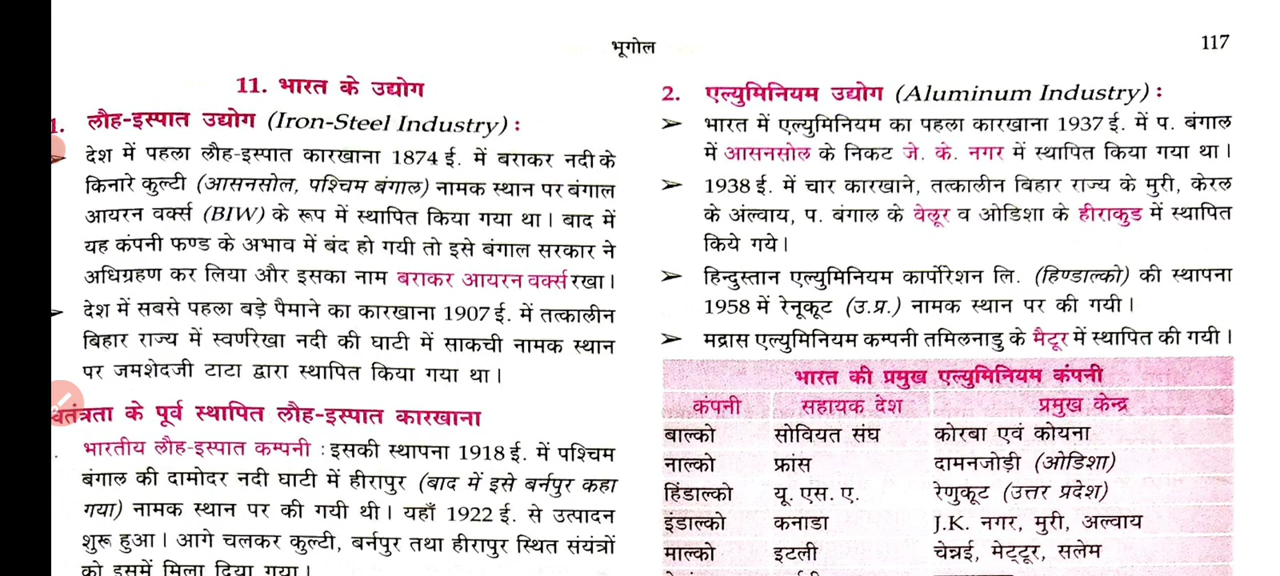 भूगोल
117
11. भारत के उद्योग
1. लौह-इस्पात उद्योग (Iron-Steel Industry) :
➢ देश में पहला लौह-इस्पात कारखाना 1874 ई. में बराकर नदी के
किनारे कुल्टी (आसनसोल, पश्चिम बंगाल) नामक स्थान पर बंगाल
आयरन वर्क्स (BIW) के रूप में स्थापित किया गया था। बाद में
यह कंपनी फण्ड के अभाव में बंद हो गयी तो इसे बंगाल सरकार ने
अधिग्रहण कर लिया और इसका नाम बराकर आयरन वर्क्स रखा।
➢ देश में सबसे पहला बड़े पैमाने का कारखाना 1907 ई. में तत्कालीन
बिहार राज्य में स्वर्णरेखा नदी की घाटी में साकची नामक स्थान
पर जमशेदजी टाटा द्वारा स्थापित किया गया था।
वतंत्रता के पूर्व स्थापित लौह-इस्पात कारखाना
भारतीय लौह-इस्पात कम्पनी : इसकी स्थापना 1918 ई. में पश्चिम
बंगाल की दामोदर नदी घाटी में हीरापुर (बाद में इसे बर्नपुर कहा
गया) नामक स्थान पर की गयी थी। यहाँ 1922 ई. से उत्पादन
शुरू हुआ। आगे चलकर कुल्टी, बर्नपुर तथा हीरापुर स्थित संयंत्रों
को इसमें मिला दिया गया।
2. एल्युमिनियम उद्योग (Aluminum Industry) :
➢ भारत में एल्युमिनियम का पहला कारखाना 1937 ई. में प. बंगाल
में आसनसोल के निकट जे. के. नगर में स्थापित किया गया था।
➢ 1938 ई. में चार कारखाने, तत्कालीन बिहार राज्य के मुरी, केरल
के अंल्वाय, प. बंगाल के वेलूर व ओडिशा के हीराकुड में स्थापित
किये गये।
➢ हिन्दुस्तान एल्युमिनियम कार्पोरेशन लि. (हिण्डाल्को) की स्थापना
1958 में रेनूकूट (उ.प्र.) नामक स्थान पर की गयी।
➢ मद्रास एल्युमिनियम कम्पनी तमिलनाडु के मैटूर में स्थापित की गयी।
भारत की प्रमुख एल्युमिनियम कंपनी
कंपनी सहायक देश प्रमुख केन्द्र
बाल्को सोवियत संघ कोरबा एवं कोयना
नाल्को फ्रांस दामनजोड़ी (ओडिशा)
हिंडाल्को यू. एस. ए. रेणुकूट (उत्तर प्रदेश)
इंडाल्को कनाडा J.K. नगर, मुरी, अल्वाय
माल्को इटली चेन्नई, मेट्टूर, सलेम